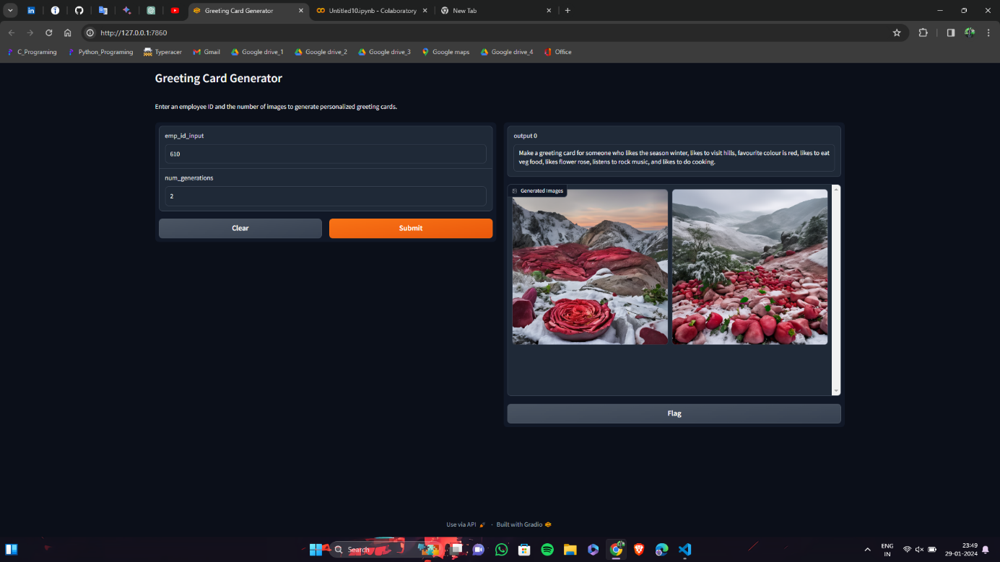 Greeting Card Generator
Untitled10.ipynb - Colaboratory
New Tab
http://127.0.0.1:7860
C_Programing
Python_Programing
Typeracer
Gmail
Google drive_1
Google drive_2
Google drive_3
Google maps
Google drive_4
Office
Greeting Card Generator
Enter an employee ID and the number of images to generate personalized greeting cards.
emp_id_input
610
num_generations
2
Clear
Submit
output 0
Make a greeting card for someone who likes the season winter, likes to visit hills, favourite colour is red, likes to eat
veg food, likes flower rose, listens to rock music, and likes to do cooking.
Generated Images
Flag
Use via API
·
Built with Gradio
Search
ENG
IN
23:49
29-01-2024